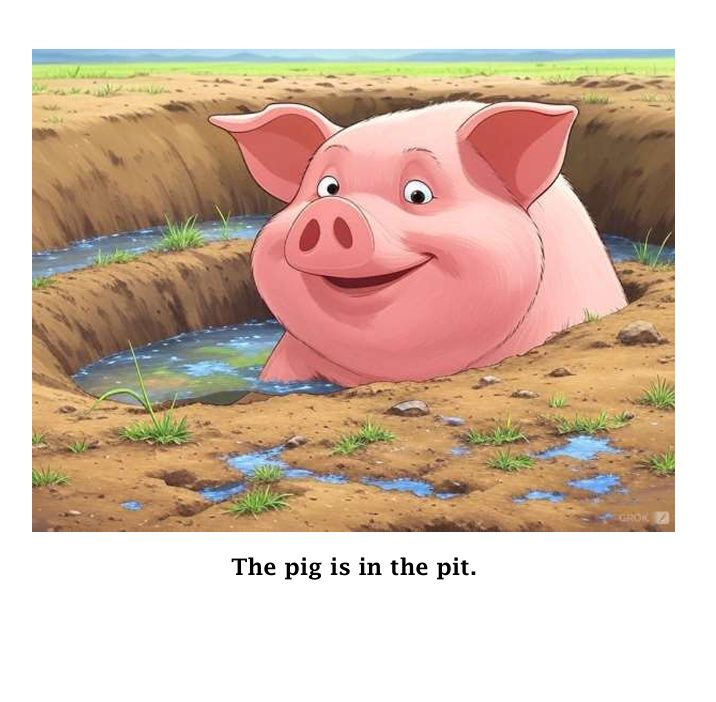 GROK
The pig is in the pit.